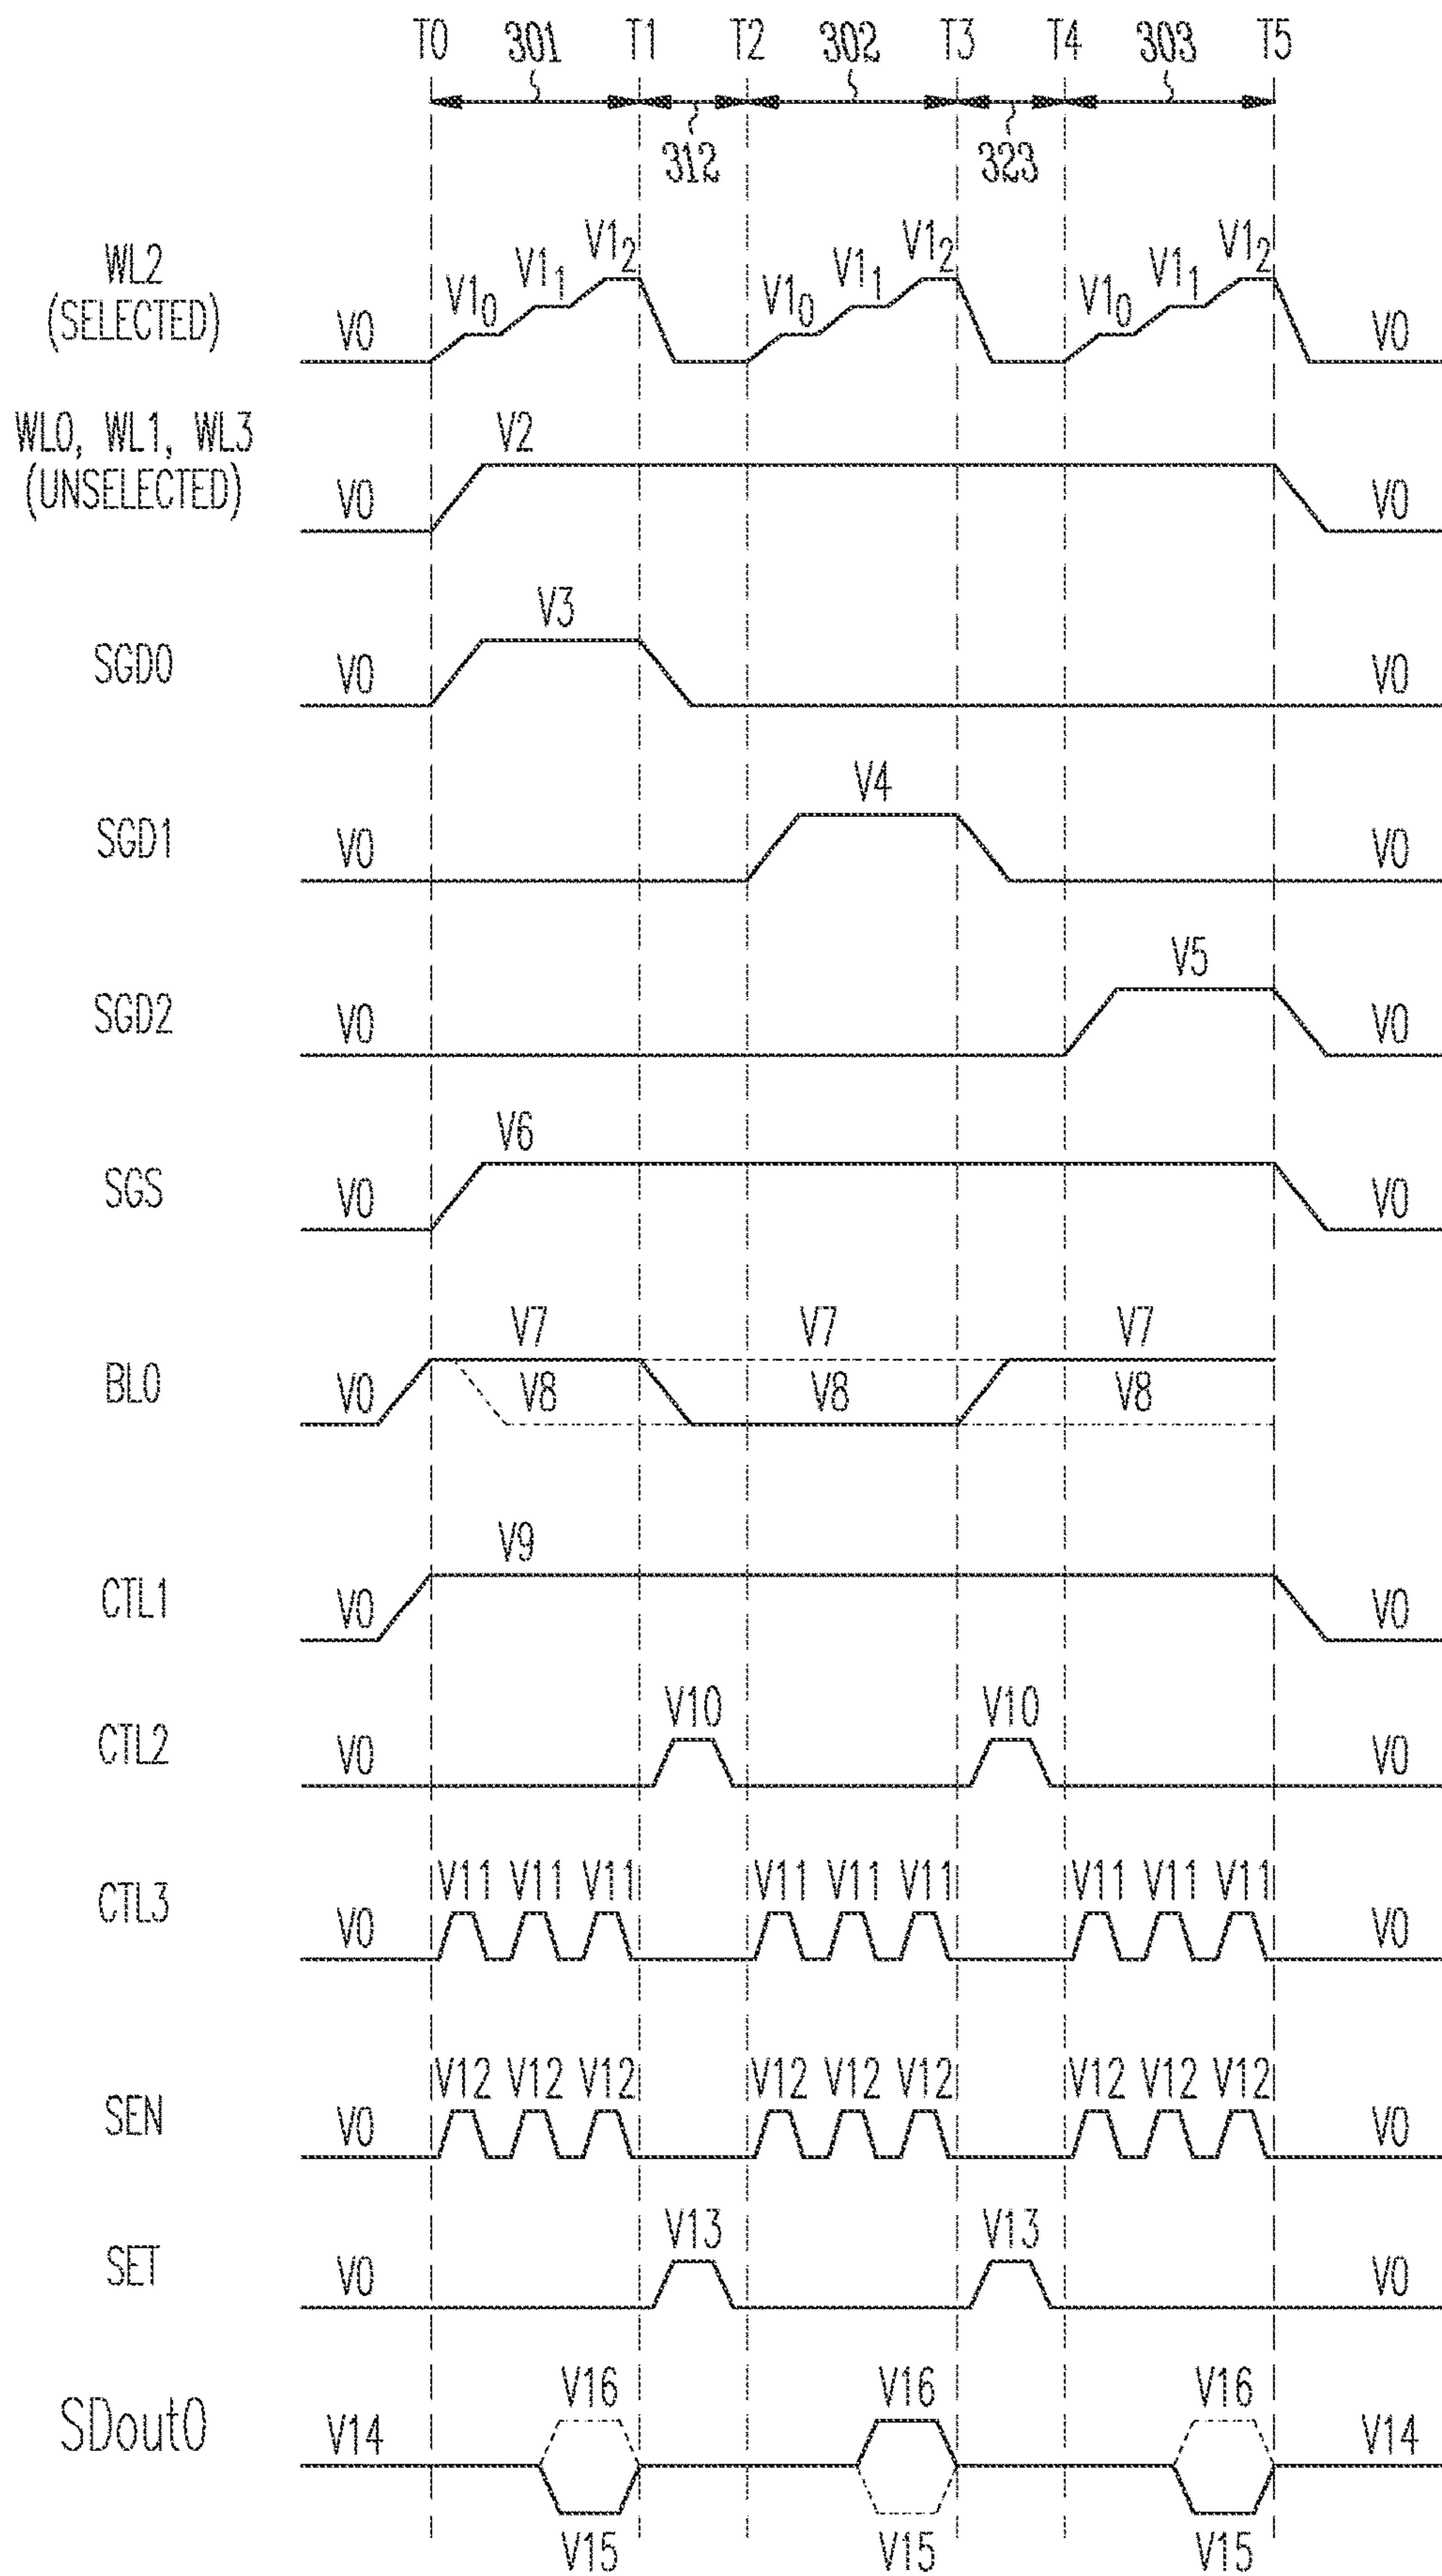 T0 301 T1 T2 302 T3 T4 303 T5
312 323
WL2
(SELECTED)
V0 V1₀ V1₁ V1₂ V1₀ V1₁ V1₂ V1₀ V1₁ V1₂ V0
WL0, WL1, WL3
(UNSELECTED)
V0 V2 V0
SGD0 V0 V3 V0
SGD1 V0 V4 V0
SGD2 V0 V5 V0
SGS V0 V6 V0
V7 V7 V7
BL0 V0 V8 V8 V8
CTL1 V0 V9 V0
CTL2 V0 V10 V10 V0
V11 V11 V11 V11 V11 V11 V11 V11 V11
CTL3 V0 V0
V12 V12 V12 V12 V12 V12 V12 V12 V12
SEN V0 V0
V13 V13
SET V0 V0
V16 V16 V16
SDout0 V14 V14
V15 V15 V15